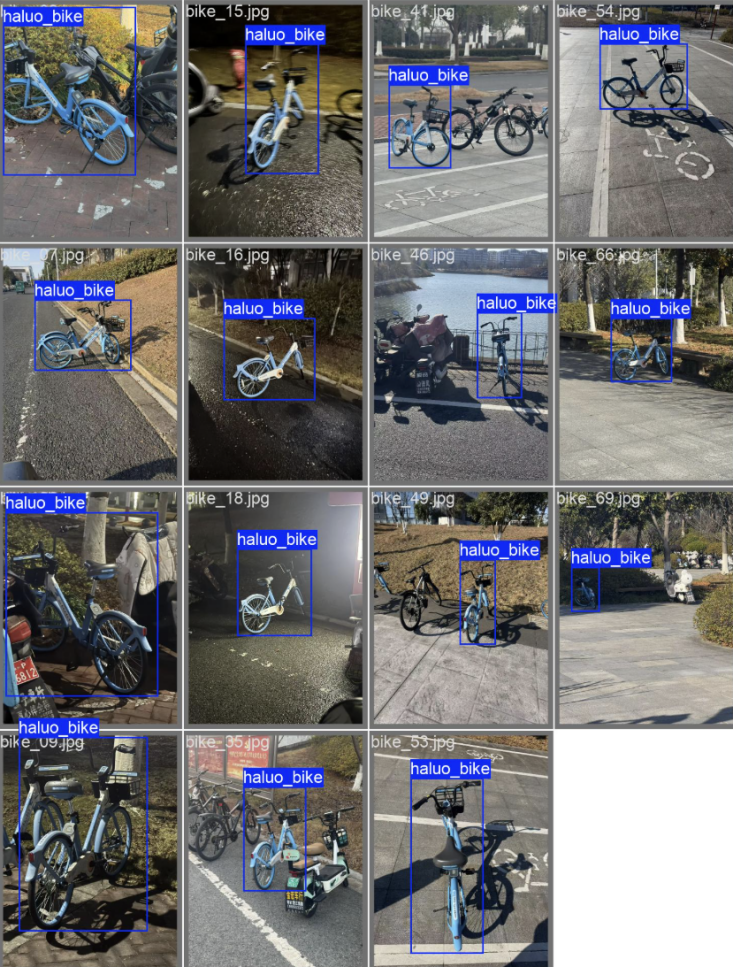 haluo_bike
bike_15.jpg
haluo_bike
bike_41.jpg
haluo_bike
bike_54.jpg
haluo_bike
haluo_bike
bike_16.jpg
haluo_bike
bike_46.jpg
haluo_bike
bike_66.jpg
haluo_bike
haluo_bike
bike_18.jpg
haluo_bike
bike_49.jpg
haluo_bike
bike_69.jpg
haluo_bike
6812
haluo_bike
bike_09.jpg
bike_35.jpg
haluo_bike
bike_53.jpg
haluo_bike